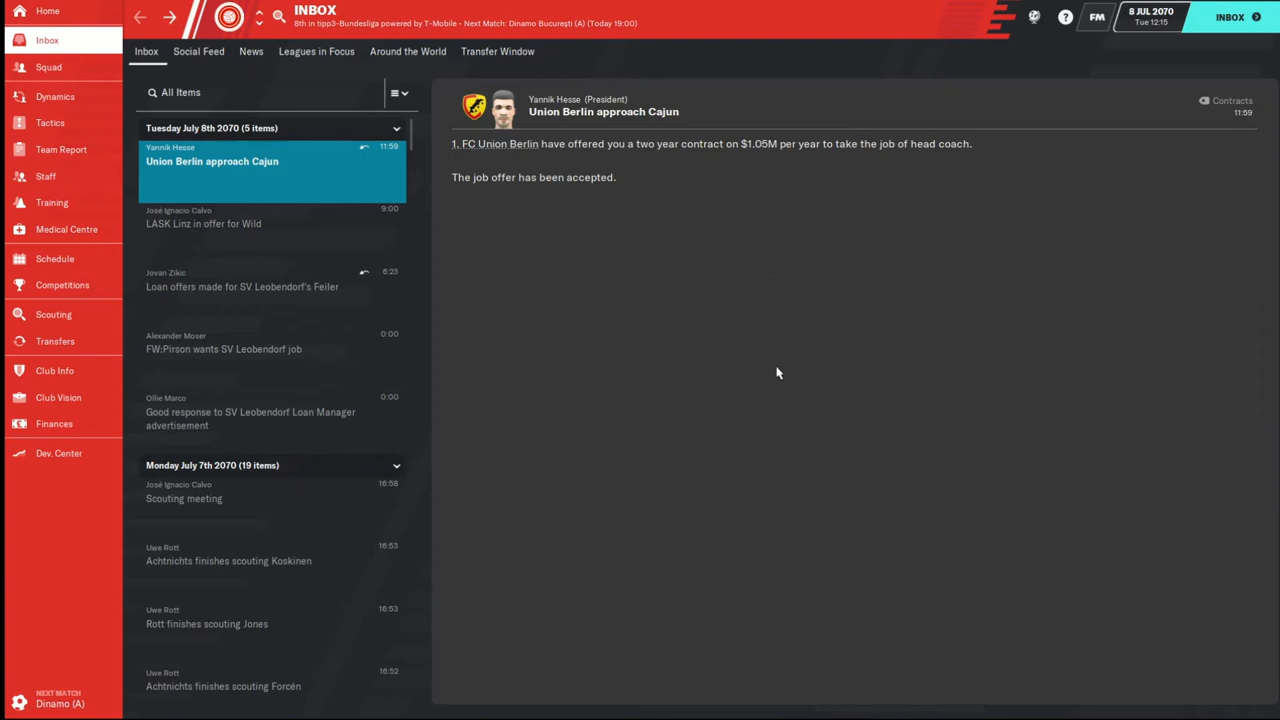 Home
Inbox
Squad
Dynamics
Tactics
Team Report
Staff
Training
Medical Centre
Schedule
Competitions
Scouting
Transfers
Club Info
Club Vision
Finances
Dev. Center
NEXT MATCH
Dinamo (A)
INBOX
8th in tipp3-Bundesliga powered by T-Mobile - Next Match: Dinamo București (A) (Today 19:00)
?
FM
8 JUL 2070
Tue 12:15
INBOX
Inbox Social Feed News Leagues in Focus Around the World Transfer Window
All Items
Tuesday July 8th 2070 (5 items)
Yannik Hesse 11:59
Union Berlin approach Cajun
José Ignacio Calvo 9:00
LASK Linz in offer for Wild
Jovan Zikic 6:23
Loan offers made for SV Leobendorf's Feiler
Alexander Moser 0:00
FW:Pirson wants SV Leobendorf job
Ollie Marco 0:00
Good response to SV Leobendorf Loan Manager
advertisement
Monday July 7th 2070 (19 items)
José Ignacio Calvo 16:58
Scouting meeting
Uwe Rott 16:53
Achtnichts finishes scouting Koskinen
Uwe Rott 16:53
Rott finishes scouting Jones
Uwe Rott 16:52
Achtnichts finishes scouting Forcén
Yannik Hesse (President)
Union Berlin approach Cajun
Contracts
11:59
1. FC Union Berlin have offered you a two year contract on $1.05M per year to take the job of head coach.
The job offer has been accepted.